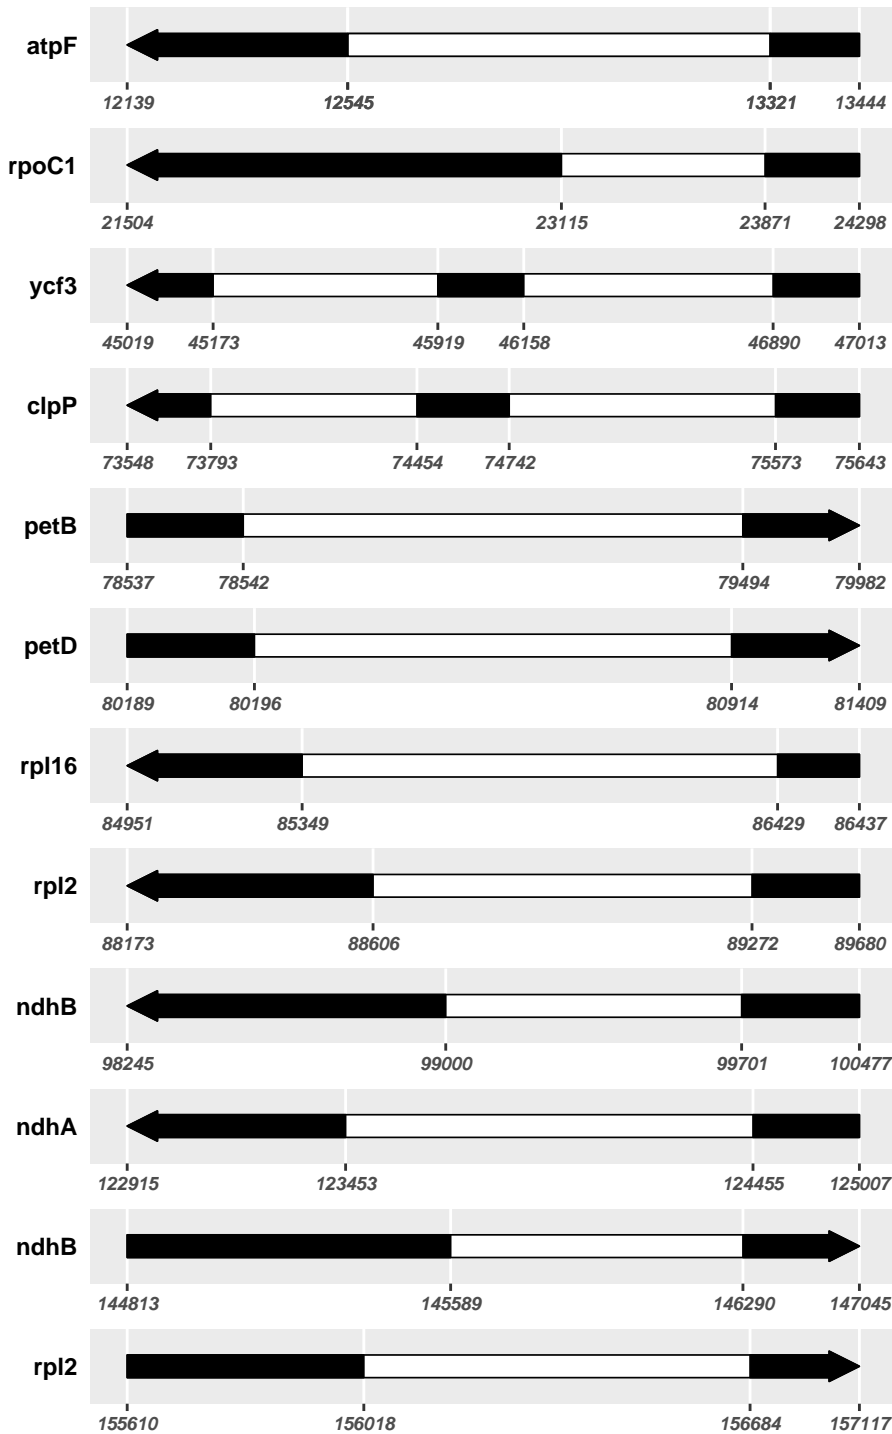 atpF
12139 12545 13321 13444
rpoC1
21504 23115 23871 24298
ycf3
45019 45173 45919 46158 46890 47013
clpP
73548 73793 74454 74742 75573 75643
petB
78537 78542 79494 79982
petD
80189 80196 80914 81409
rpl16
84951 85349 86429 86437
rpl2
88173 88606 89272 89680
ndhB
98245 99000 99701 100477
ndhA
122915 123453 124455 125007
ndhB
144813 145589 146290 147045
rpl2
155610 156018 156684 157117